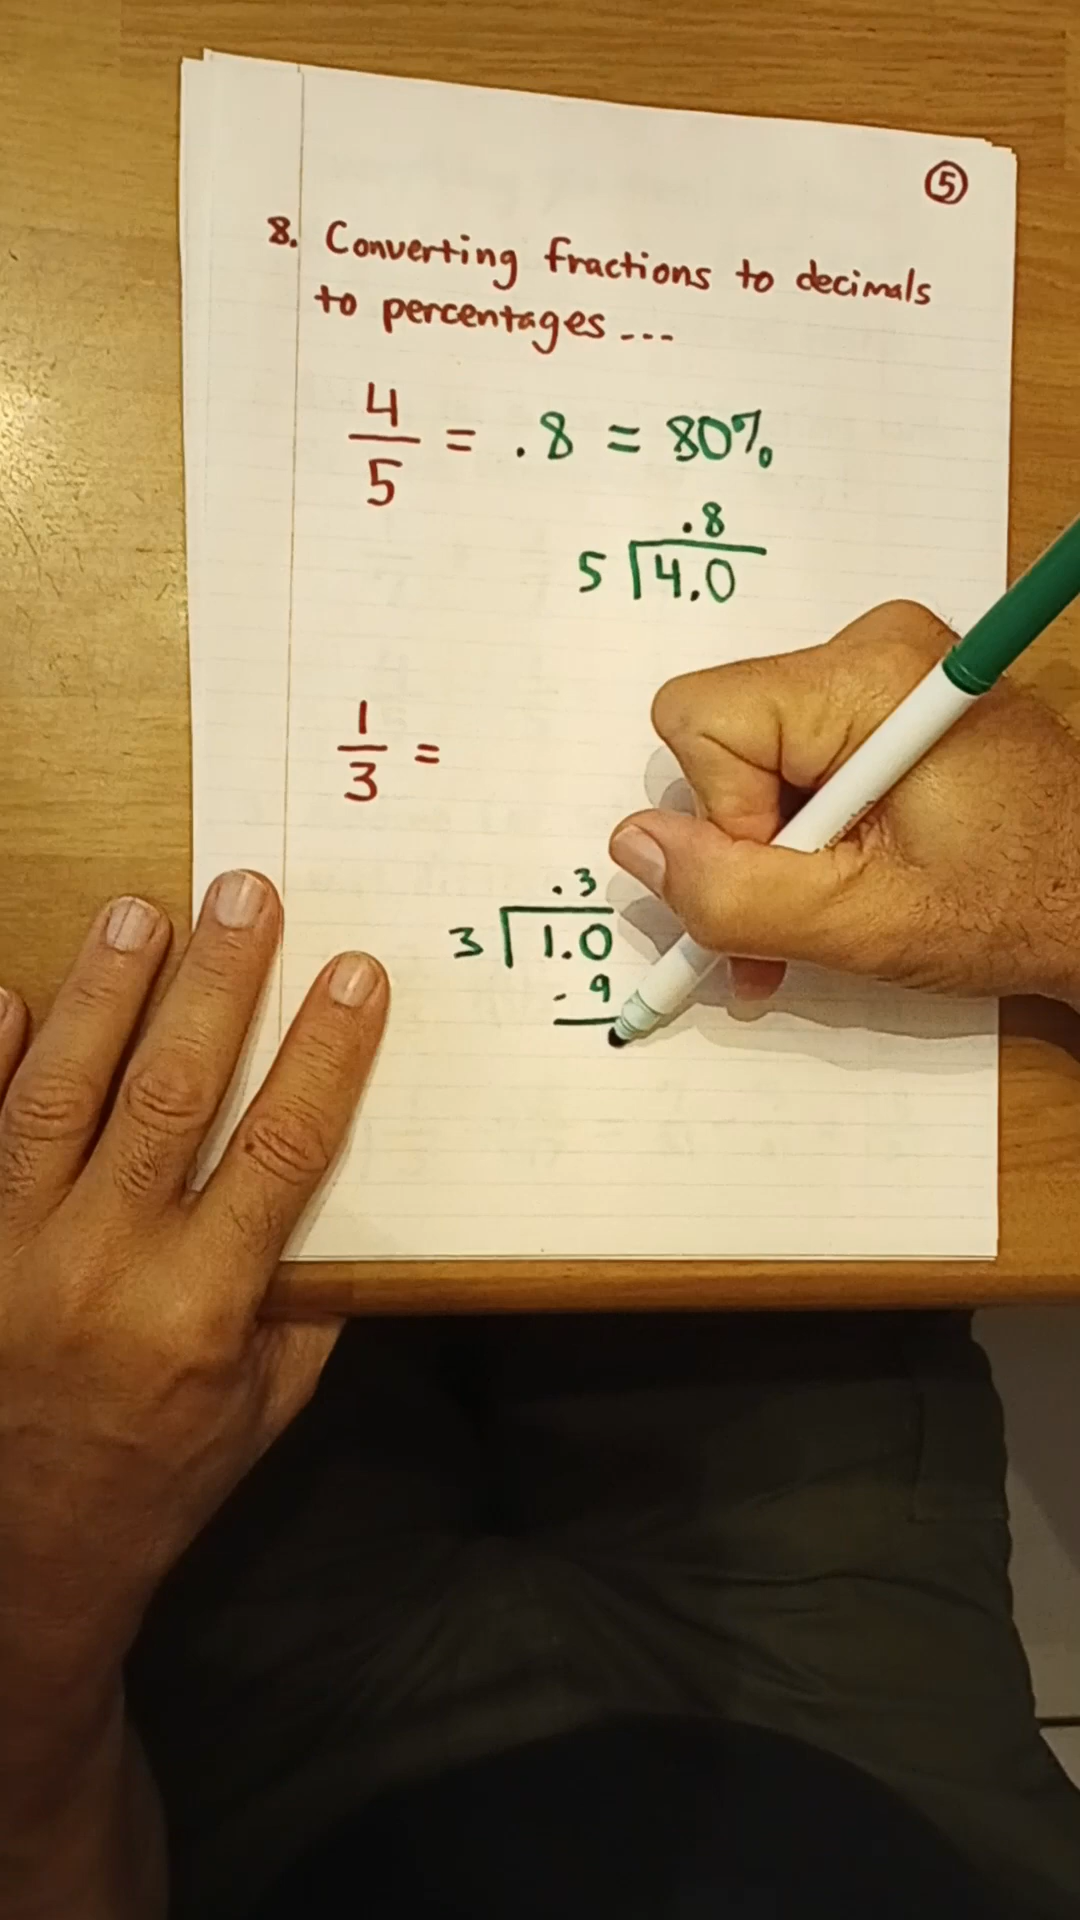 ⑤
8. Converting fractions to decimals
to percentages...
4/5 = .8 = 80%
.8
5 4.0
1/3 =
.3
3 1.0
- 9